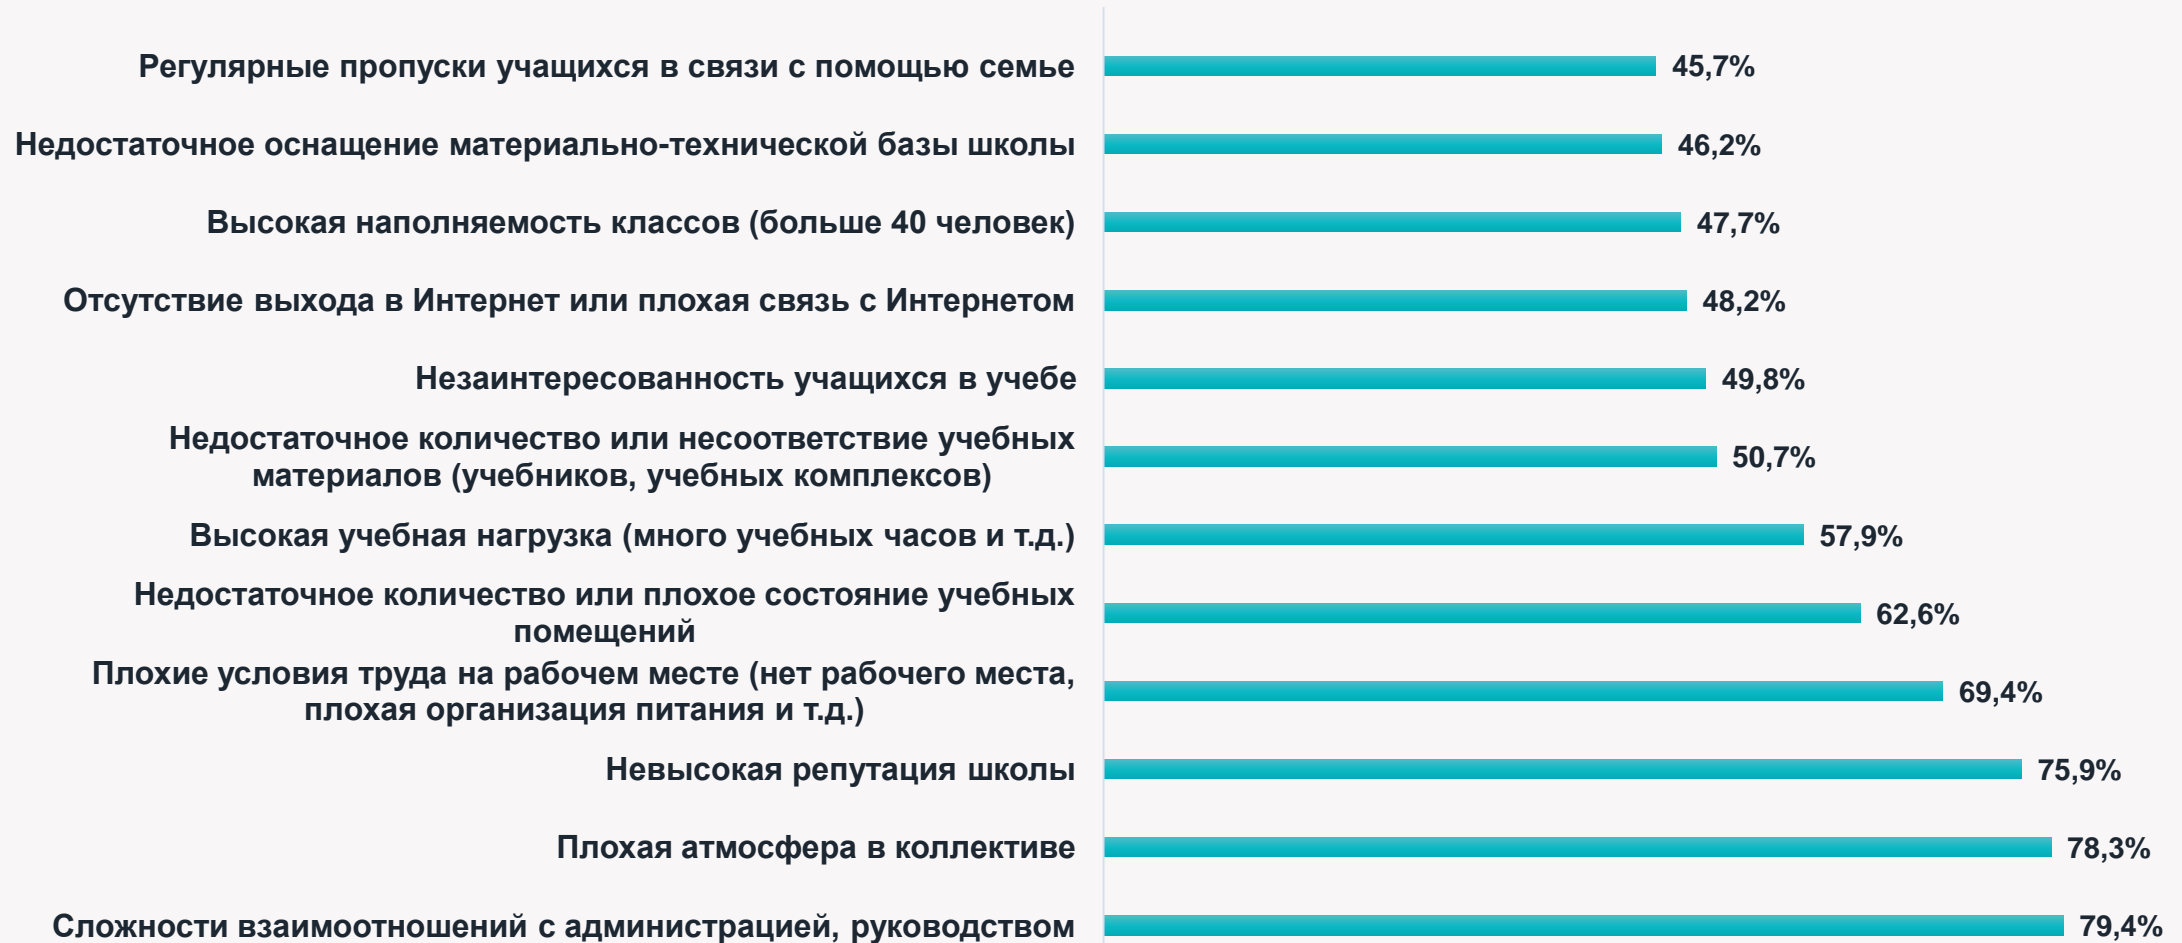 Регулярные пропуски учащихся в связи с помощью семье 45,7%
Недостаточное оснащение материально-технической базы школы 46,2%
Высокая наполняемость классов (больше 40 человек) 47,7%
Отсутствие выхода в Интернет или плохая связь с Интернетом 48,2%
Незаинтересованность учащихся в учебе 49,8%
Недостаточное количество или несоответствие учебных
материалов (учебников, учебных комплексов) 50,7%
Высокая учебная нагрузка (много учебных часов и т.д.) 57,9%
Недостаточное количество или плохое состояние учебных
помещений 62,6%
Плохие условия труда на рабочем месте (нет рабочего места,
плохая организация питания и т.д.) 69,4%
Невысокая репутация школы 75,9%
Плохая атмосфера в коллективе 78,3%
Сложности взаимоотношений с администрацией, руководством 79,4%